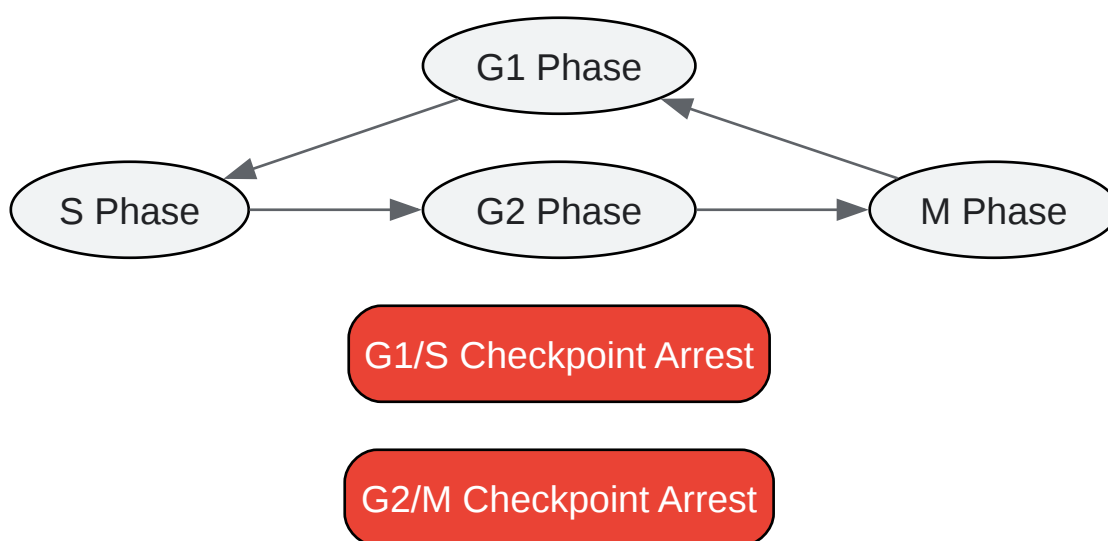 G1 Phase
S Phase
G2 Phase
M Phase
G1/S Checkpoint Arrest
G2/M Checkpoint Arrest